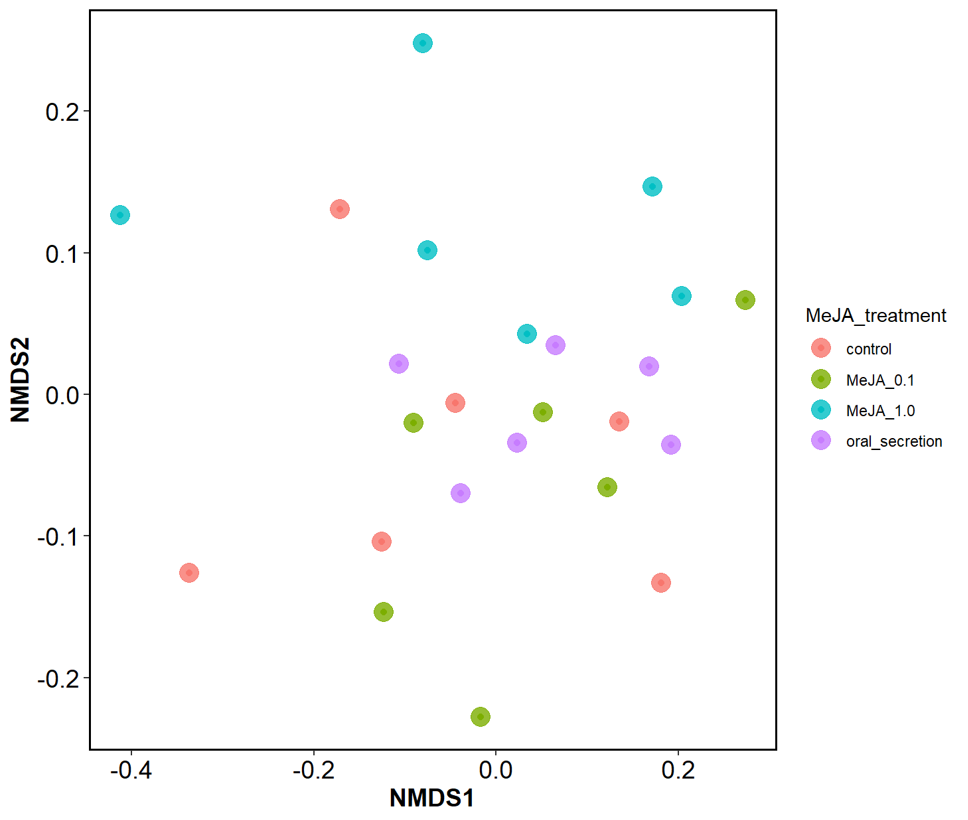 0.2
0.1
0.0
-0.1
-0.2
NMDS2
-0.4
-0.2
0.0
0.2
NMDS1
MeJA_treatment
control
MeJA_0.1
MeJA_1.0
oral_secretion